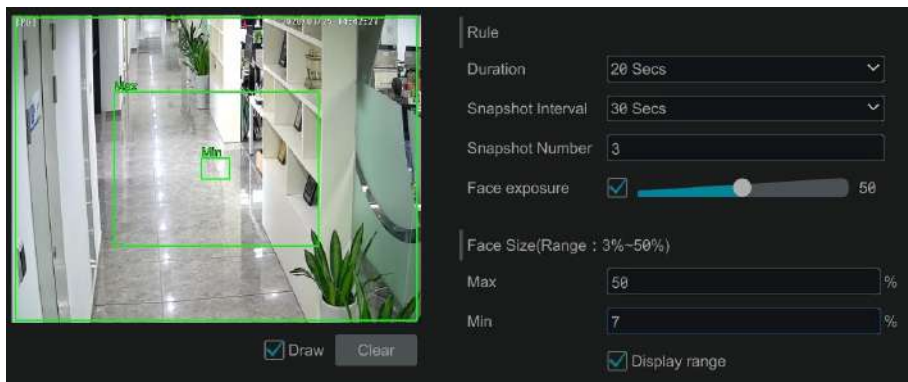 Max
Min
Rule
Duration
20 Secs
Snapshot Interval
30 Secs
Snapshot Number
3
Face exposure
50
Face Size(Range : 3%~50%)
Max
50
%
Min
7
%
Display range
Draw
Clear